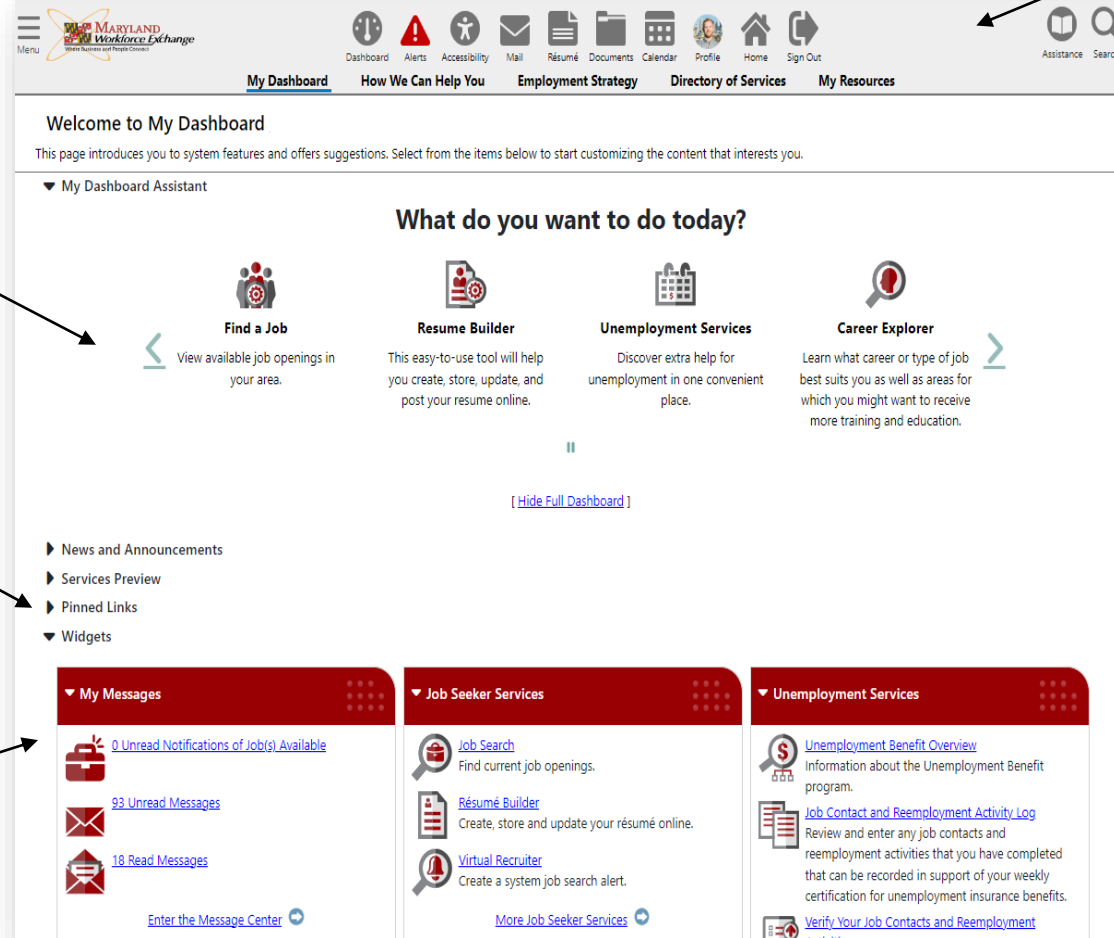 Menu
MARYLAND
Workforce Exchange
Where Business and People Connect
Dashboard Alerts Accessibility Mail Résumé Documents Calendar Profile Home Sign Out
Assistance Searc
My Dashboard How We Can Help You Employment Strategy Directory of Services My Resources
Welcome to My Dashboard
This page introduces you to system features and offers suggestions. Select from the items below to start customizing the content that interests you.
My Dashboard Assistant
What do you want to do today?
Find a Job
View available job openings in
your area.
Resume Builder
This easy-to-use tool will help
you create, store, update, and
post your resume online.
Unemployment Services
Discover extra help for
unemployment in one convenient
place.
Career Explorer
Learn what career or type of job
best suits you as well as areas for
which you might want to receive
more training and education.
[ Hide Full Dashboard ]
News and Announcements
Services Preview
Pinned Links
Widgets
My Messages
0 Unread Notifications of Job(s) Available
93 Unread Messages
18 Read Messages
Enter the Message Center
Job Seeker Services
Job Search
Find current job openings.
Résumé Builder
Create, store and update your résumé online.
Virtual Recruiter
Create a system job search alert.
More Job Seeker Services
Unemployment Services
Unemployment Benefit Overview
Information about the Unemployment Benefit
program.
Job Contact and Reemployment Activity Log
Review and enter any job contacts and
reemployment activities that you have completed
that can be recorded in support of your weekly
certification for unemployment insurance benefits.
Verify Your Job Contacts and Reemployment